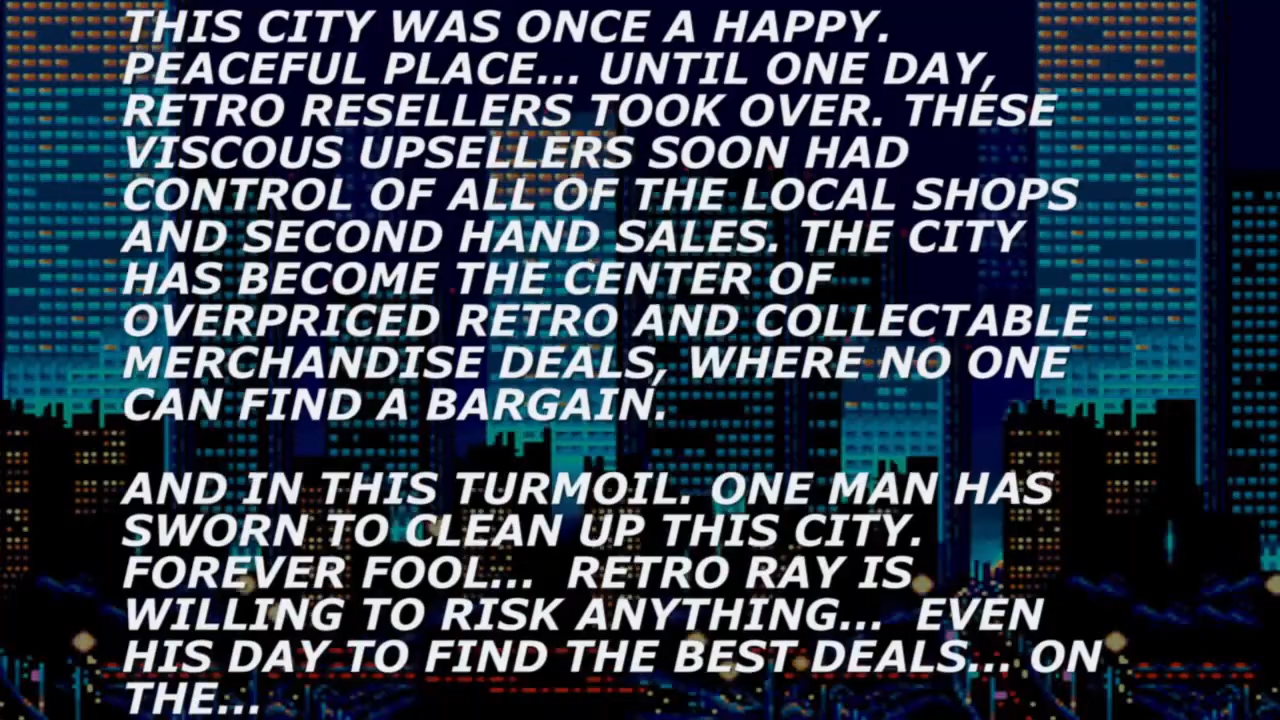 THIS CITY WAS ONCE A HAPPY.
PEACEFUL PLACE... UNTIL ONE DAY,
RETRO RESELLERS TOOK OVER. THESE
VISCOUS UPSELLERS SOON HAD
CONTROL OF ALL OF THE LOCAL SHOPS
AND SECOND HAND SALES. THE CITY
HAS BECOME THE CENTER OF
OVERPRICED RETRO AND COLLECTABLE
MERCHANDISE DEALS, WHERE NO ONE
CAN FIND A BARGAIN.
AND IN THIS TURMOIL. ONE MAN HAS
SWORN TO CLEAN UP THIS CITY.
FOREVER FOOL... RETRO RAY IS
WILLING TO RISK ANYTHING... EVEN
HIS DAY TO FIND THE BEST DEALS... ON
THE...